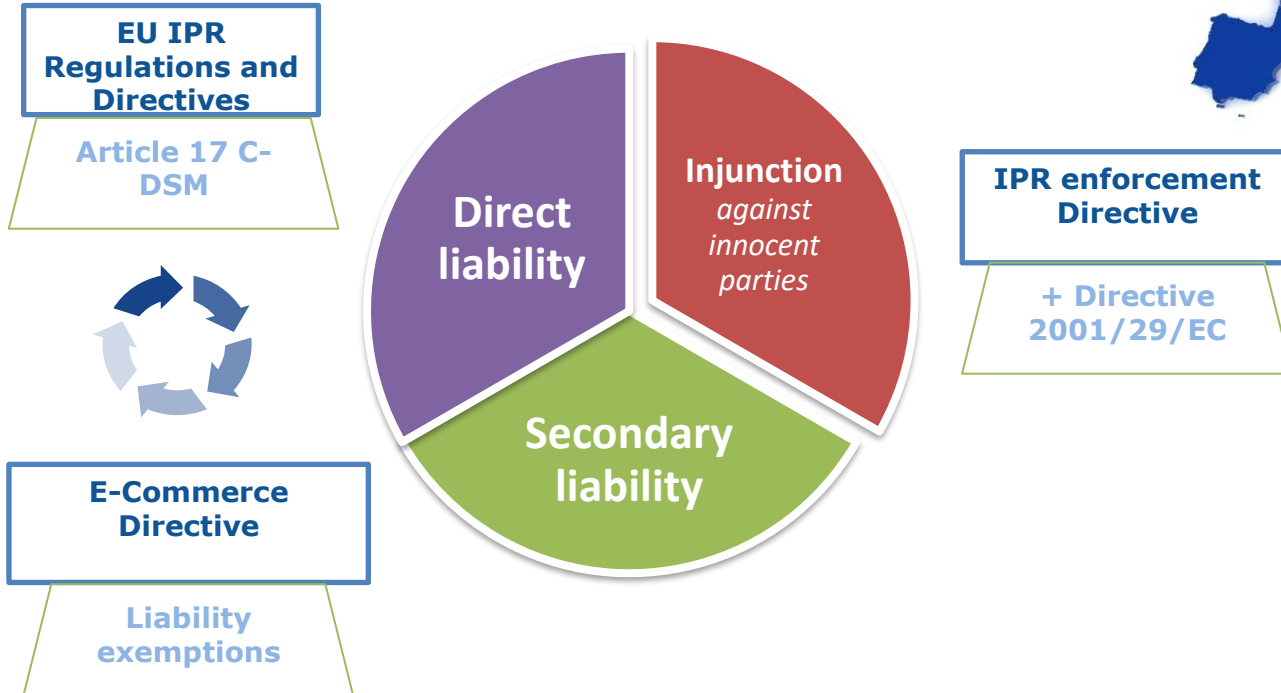 EU IPR
Regulations and
Directives
Article 17 C-
DSM
Direct
liability
Injunction
against
innocent
parties
IPR enforcement
Directive
+ Directive
2001/29/EC
Secondary
liability
E-Commerce
Directive
Liability
exemptions